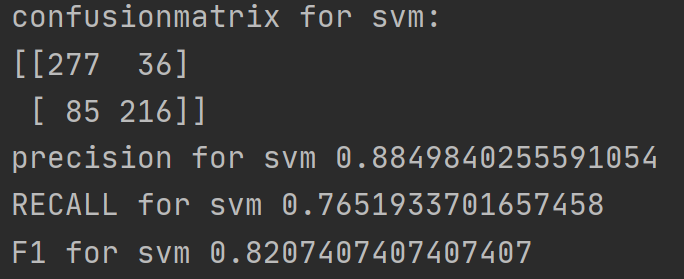 confusionmatrix for svm:
[[277  36]
 [ 85 216]]
precision for svm 0.8849840255591054
RECALL for svm 0.7651933701657458
F1 for svm 0.8207407407407407